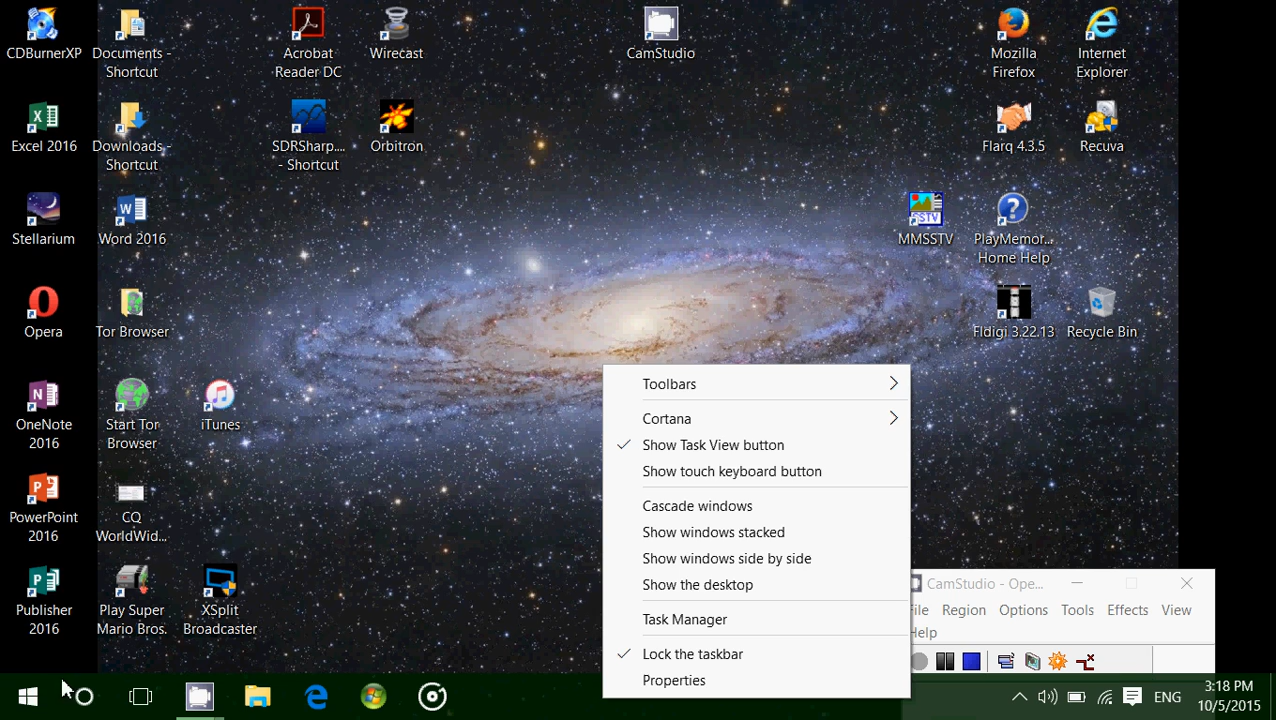 CDBurnerXP
Documents -
Shortcut
Acrobat
Reader DC
Wirecast
CamStudio
Mozilla
Firefox
Internet
Explorer
Excel 2016
Downloads -
Shortcut
SDRSharp....
- Shortcut
Orbitron
Flarq 4.3.5
Recuva
Stellarium
Word 2016
SSTV
MMSSTV
PlayMemor...
Home Help
Opera
Tor Browser
Fldigi 3.22.13
Recycle Bin
OneNote
2016
Start Tor
Browser
iTunes
PowerPoint
2016
CQ
WorldWid...
Publisher
2016
Play Super
Mario Bros.
XSplit
Broadcaster
Toolbars
Cortana
Show Task View button
Show touch keyboard button
Cascade windows
Show windows stacked
Show windows side by side
Show the desktop
Task Manager
Lock the taskbar
Properties
CamStudio - Ope...
File Region Options Tools Effects View
Help
ENG
3:18 PM
10/5/2015